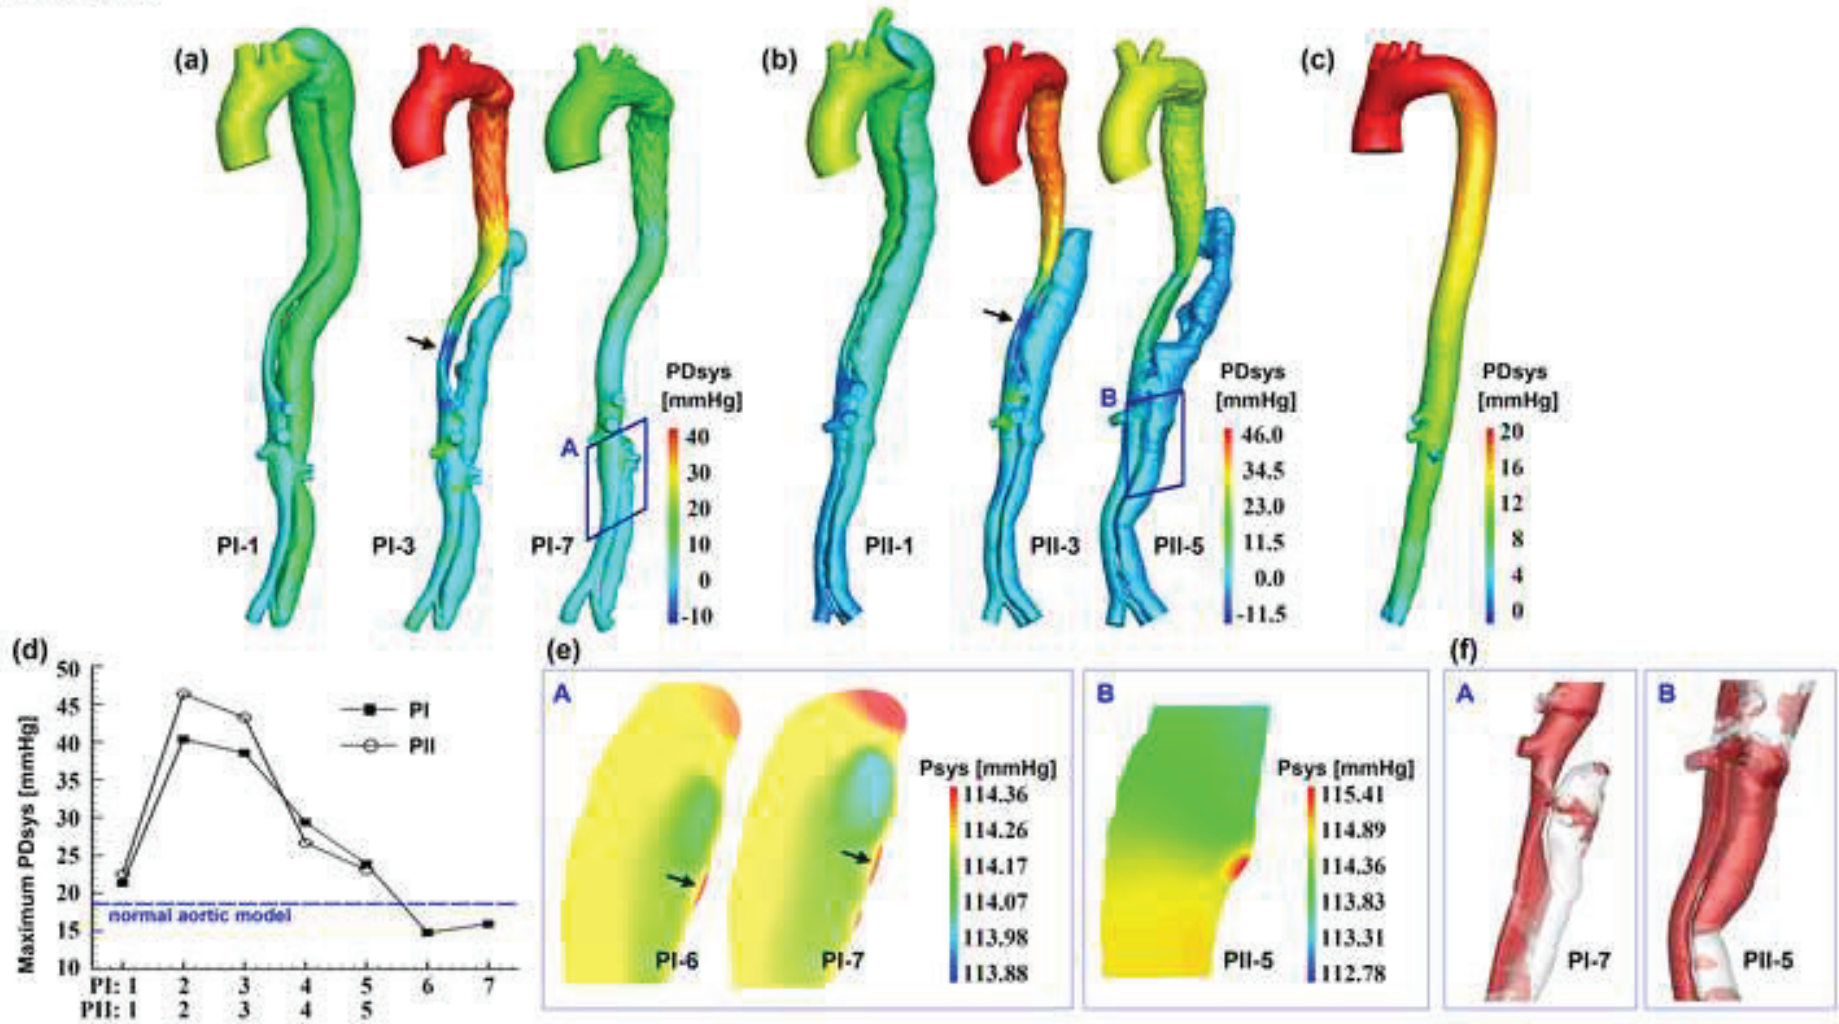 (a)
(b)
(c)
PDsys
[mmHg]
40
30
20
10
0
-10
A
PI-1
PI-3
PI-7
PDsys
[mmHg]
46.0
34.5
23.0
11.5
0.0
-11.5
B
PII-1
PII-3
PII-5
PDsys
[mmHg]
20
16
12
8
4
0
(d)
Maximum PDsys [mmHg]
50
45
40
35
30
25
20
15
10
PI
PII
normal aortic model
PI: 1 2 3 4 5 6 7
PII: 1 2 3 4 5
(e)
A
PI-6
PI-7
Psys [mmHg]
114.36
114.26
114.17
114.07
113.98
113.88
B
PII-5
Psys [mmHg]
115.41
114.89
114.36
113.83
113.31
112.78
(f)
A
PI-7
B
PII-5